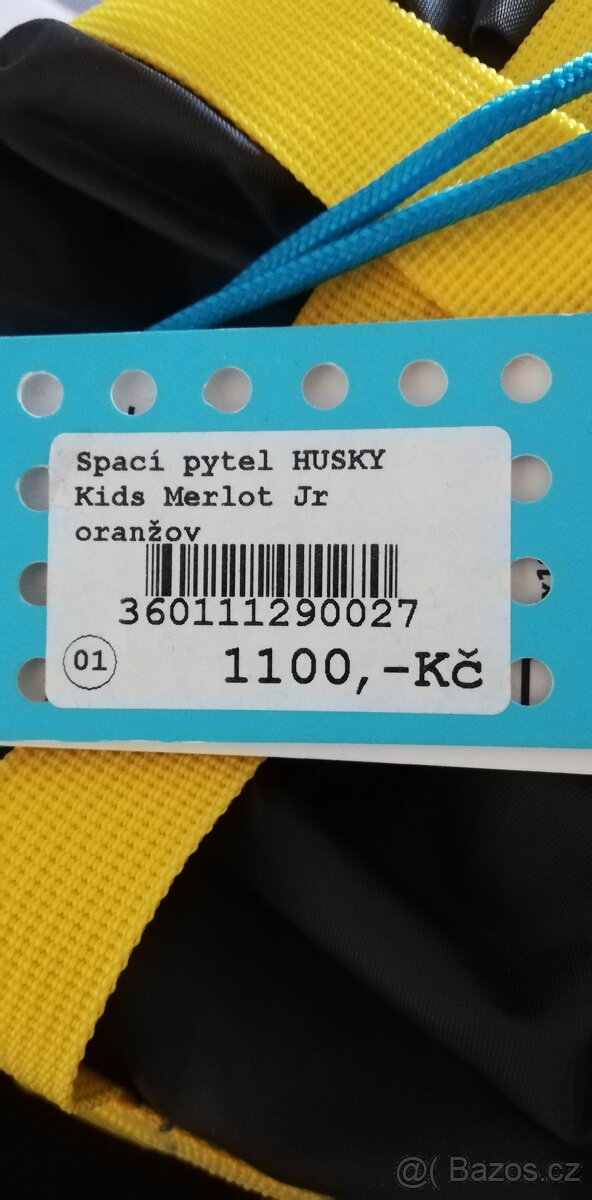 Spací pytel HUSKY
Kids Merlot Jr
oranžov
360111290027
01
1100,-Kč
@( Bazos.cz